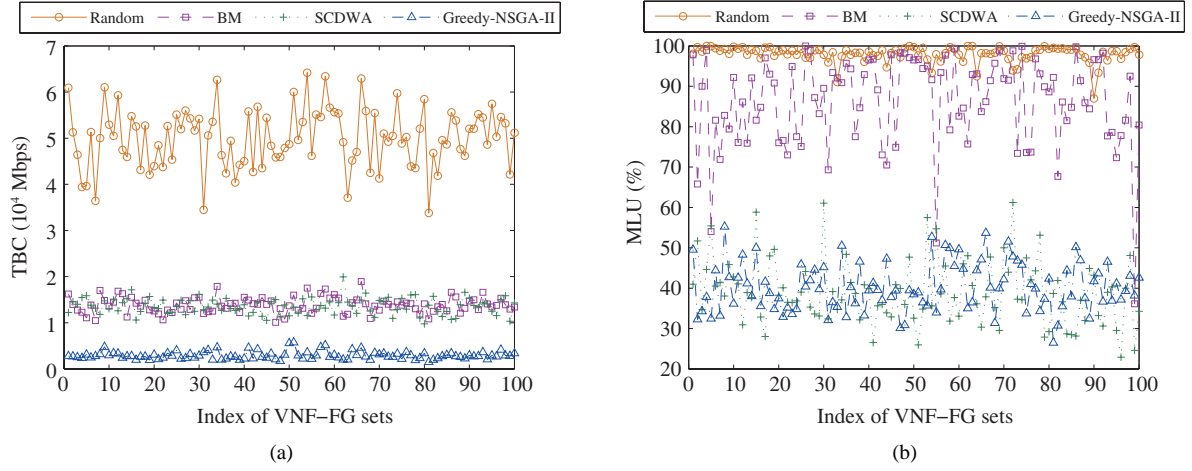 Random BM SCDWA Greedy-NSGA-II
7
6
5
4
3
2
1
0
TBC (10^4 Mbps)
0 10 20 30 40 50 60 70 80 90 100
Index of VNF-FG sets
(a)
Random BM SCDWA Greedy-NSGA-II
100
90
80
70
60
50
40
30
20
MLU (%)
0 10 20 30 40 50 60 70 80 90 100
Index of VNF-FG sets
(b)